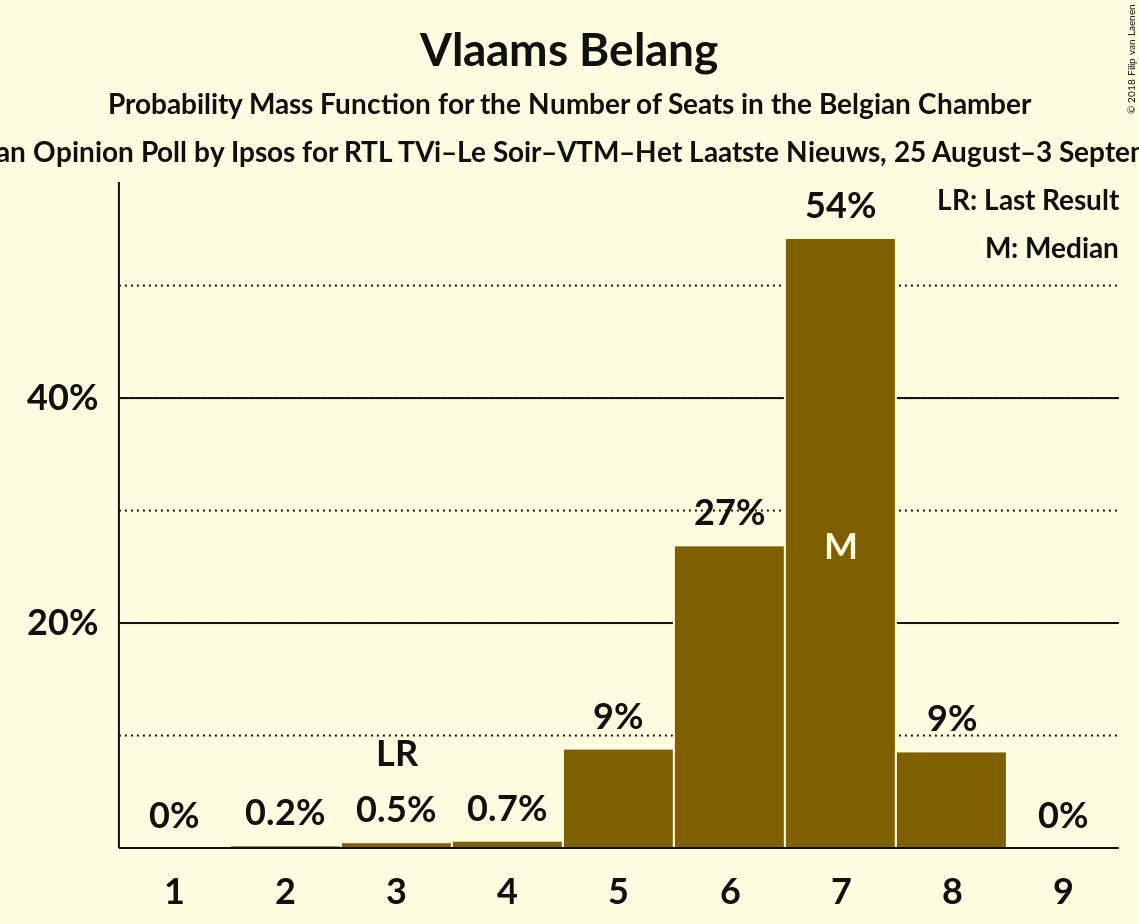 Vlaams Belang
Probability Mass Function for the Number of Seats in the Belgian Chamber
an Opinion Poll by Ipsos for RTL TVi–Le Soir–VTM–Het Laatste Nieuws, 25 August–3 Septem
© 2018 Filip van Laenen
LR: Last Result
M: Median
54%
40%
27%
M
20%
9%
9%
LR
0%
0.2%
0.5%
0.7%
0%
1 2 3 4 5 6 7 8 9